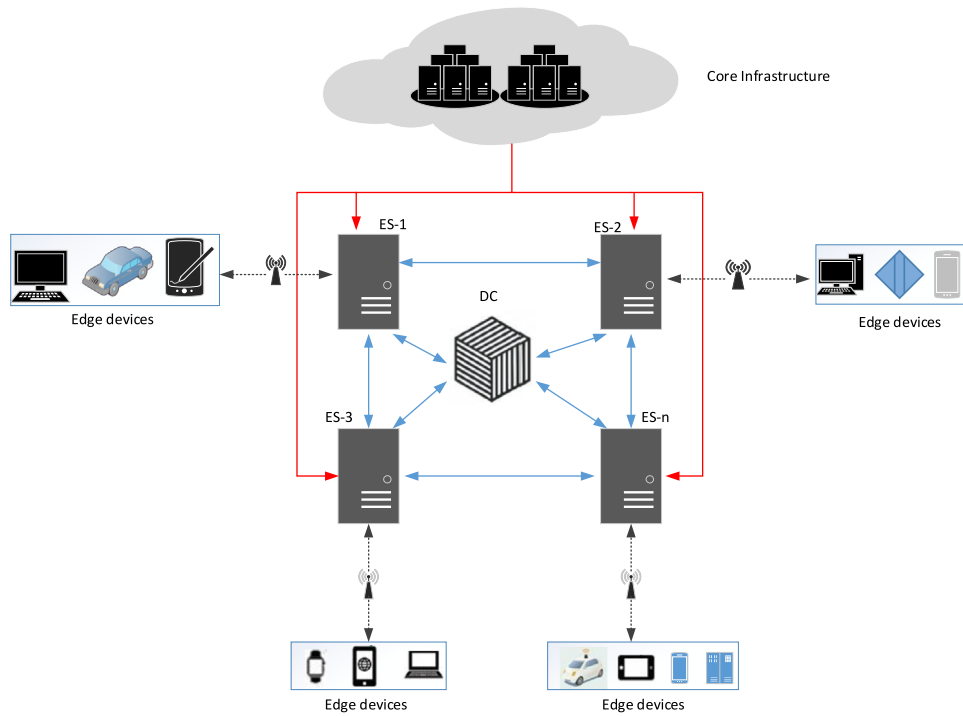 Core Infrastructure
ES-1
ES-2
DC
Edge devices
Edge devices
ES-3
ES-n
Edge devices
Edge devices